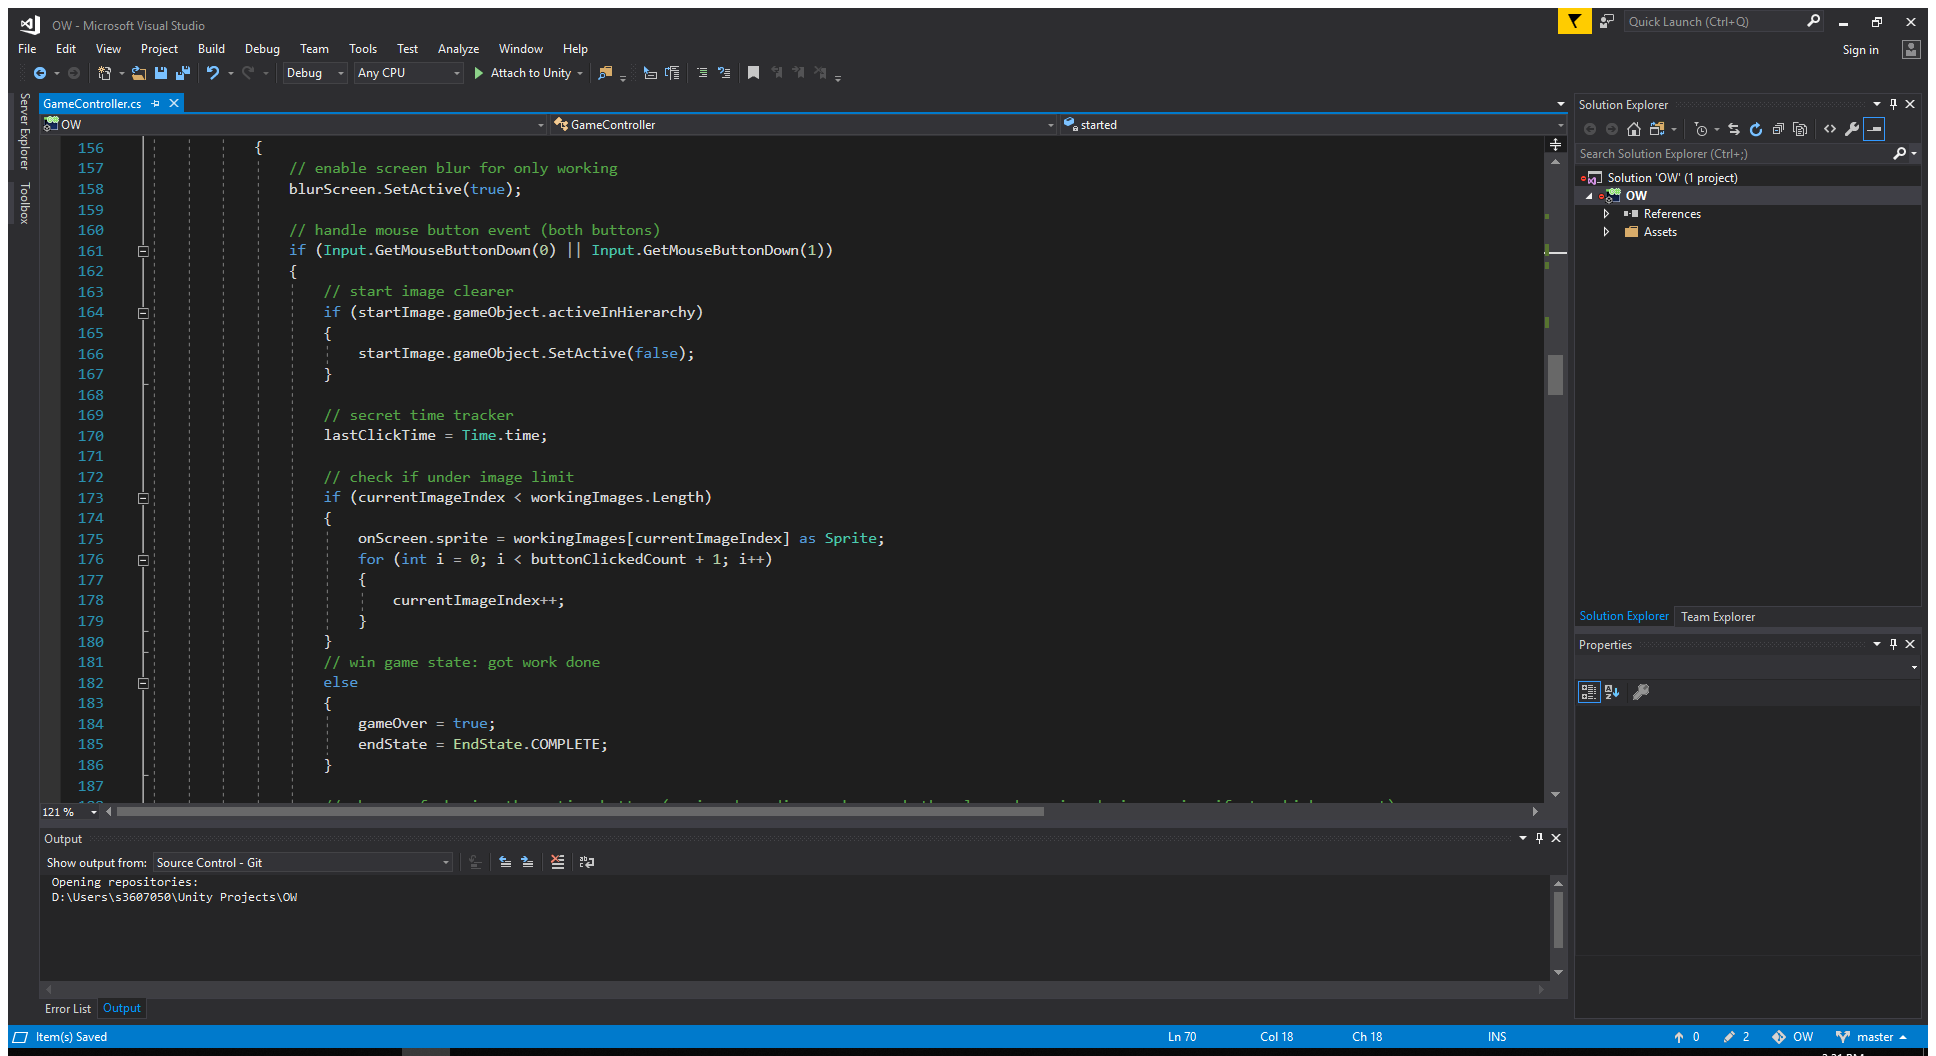 OW - Microsoft Visual Studio
Quick Launch (Ctrl+Q)
File Edit View Project Build Debug Team Tools Test Analyze Window Help
Sign in
Debug Any CPU Attach to Unity
Server Explorer
Toolbox
GameController.cs
OW GameController started
156 {
157 // enable screen blur for only working
158 blurScreen.SetActive(true);
159
160 // handle mouse button event (both buttons)
161 if (Input.GetMouseButtonDown(0) || Input.GetMouseButtonDown(1))
162 {
163 // start image clearer
164 if (startImage.gameObject.activeInHierarchy)
165 {
166 startImage.gameObject.SetActive(false);
167 }
168
169 // secret time tracker
170 lastClickTime = Time.time;
171
172 // check if under image limit
173 if (currentImageIndex < workingImages.Length)
174 {
175 onScreen.sprite = workingImages[currentImageIndex] as Sprite;
176 for (int i = 0; i < buttonClickedCount + 1; i++)
177 {
178 currentImageIndex++;
179 }
180 }
181 // win game state: got work done
182 else
183 {
184 gameOver = true;
185 endState = EndState.COMPLETE;
186 }
187
121 %
Output
Show output from: Source Control - Git
Opening repositories:
D:\Users\s3607050\Unity Projects\OW
Error List Output
Solution Explorer
Search Solution Explorer (Ctrl+;)
Solution 'OW' (1 project)
OW
References
Assets
Solution Explorer Team Explorer
Properties
Item(s) Saved Ln 70 Col 18 Ch 18 INS 0 2 OW master